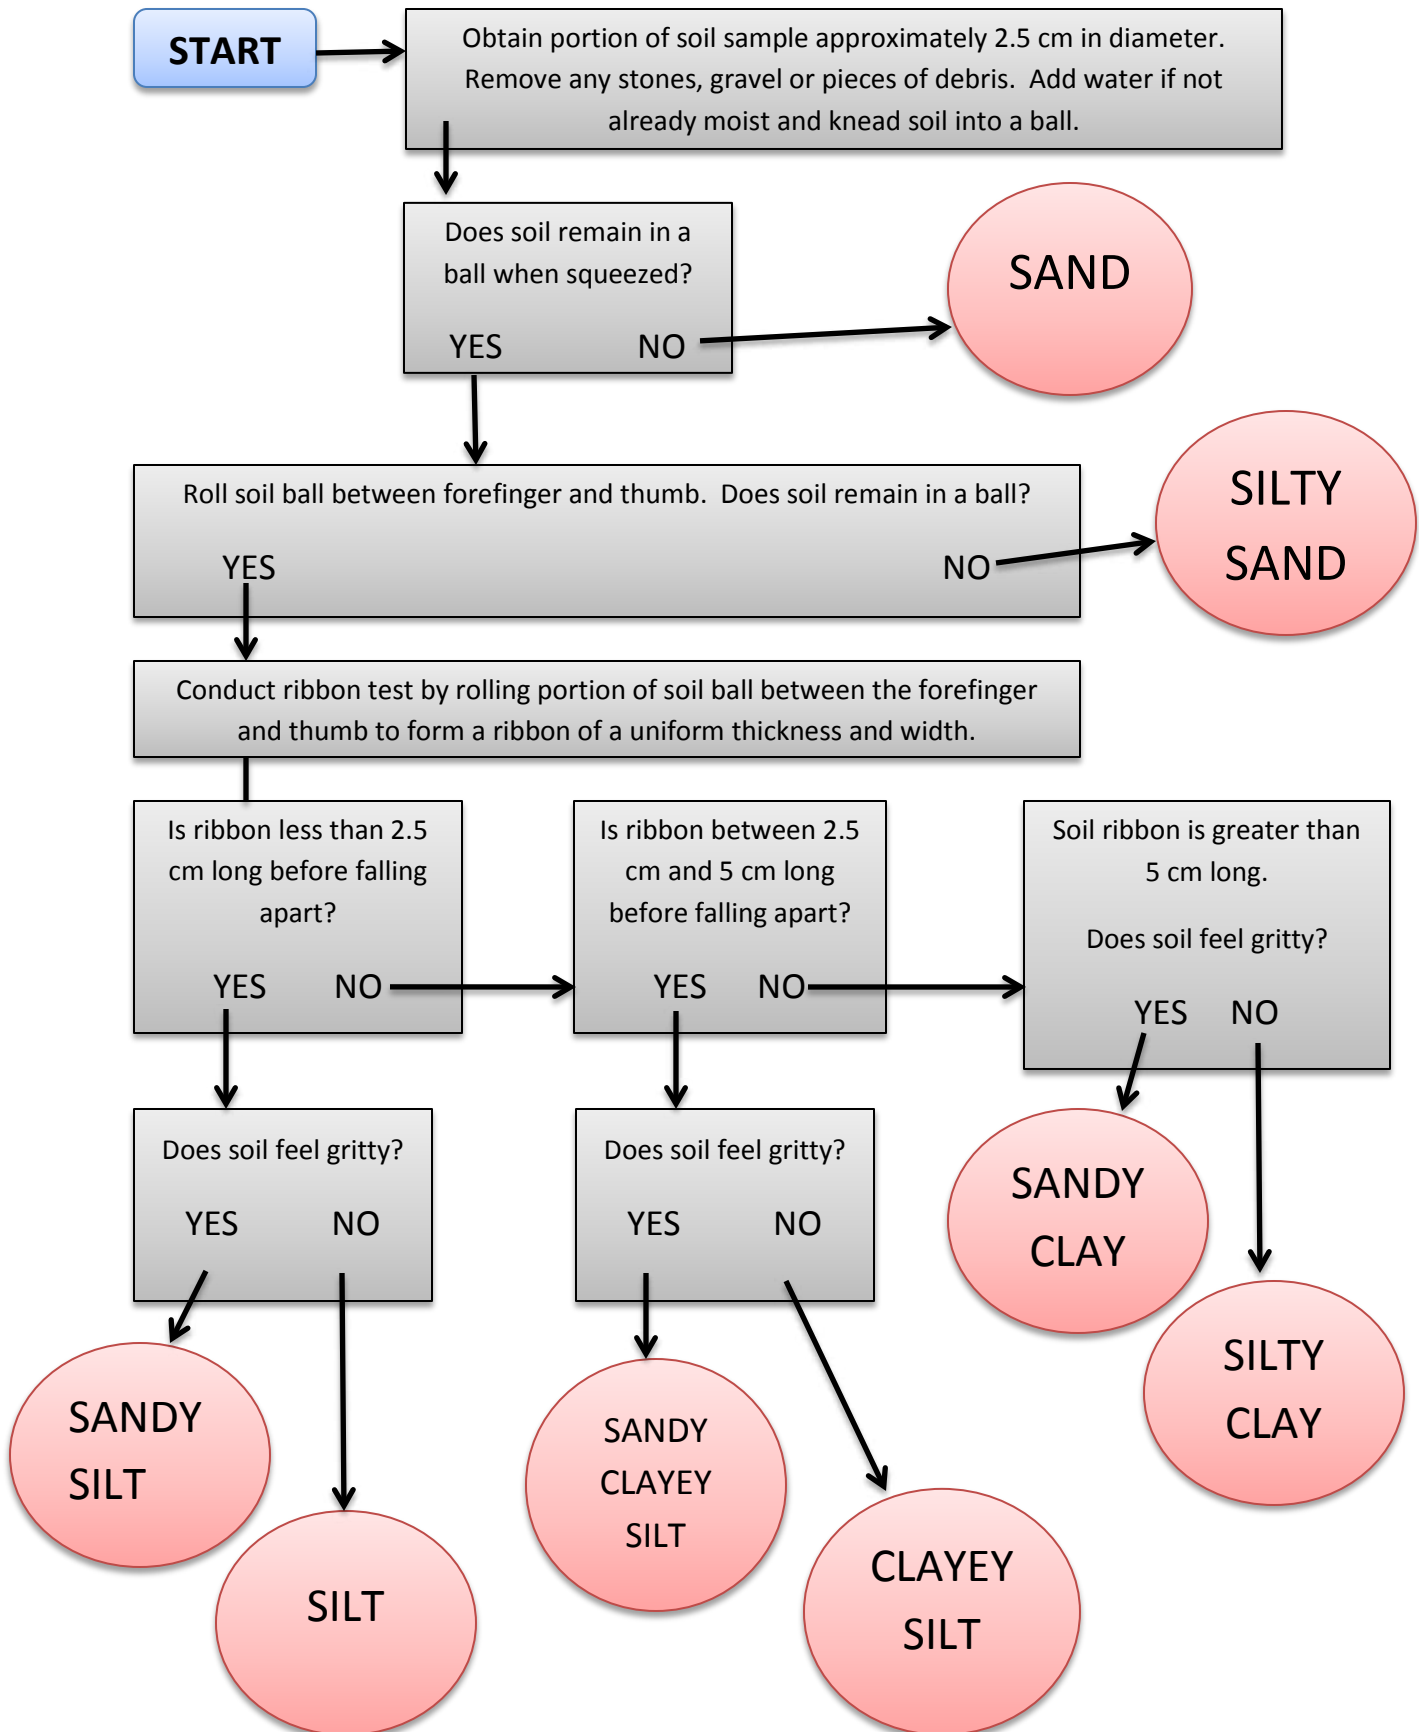 START
Obtain portion of soil sample approximately 2.5 cm in diameter.
Remove any stones, gravel or pieces of debris.  Add water if not
already moist and knead soil into a ball.
Does soil remain in a
ball when squeezed?
YES NO
SAND
Roll soil ball between forefinger and thumb.  Does soil remain in a ball?
YES NO
SILTY
SAND
Conduct ribbon test by rolling portion of soil ball between the forefinger
and thumb to form a ribbon of a uniform thickness and width.
Is ribbon less than 2.5
cm long before falling
apart?
YES NO
Is ribbon between 2.5
cm and 5 cm long
before falling apart?
YES NO
Soil ribbon is greater than
5 cm long.
Does soil feel gritty?
YES NO
Does soil feel gritty?
YES NO
Does soil feel gritty?
YES NO
SANDY
CLAY
SILTY
CLAY
SANDY
SILT
SILT
SANDY
CLAYEY
SILT
CLAYEY
SILT